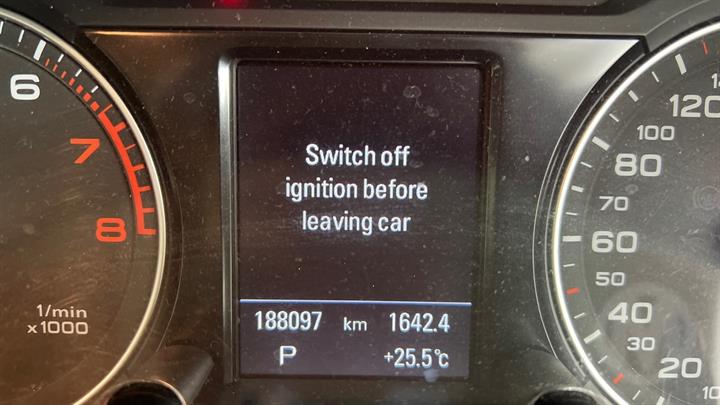 Switch off
ignition before
leaving car
188097 km 1642.4
P +25.5°c
6
7
8
1/min
x1000
120
100
80
70
60
50
40
30
20